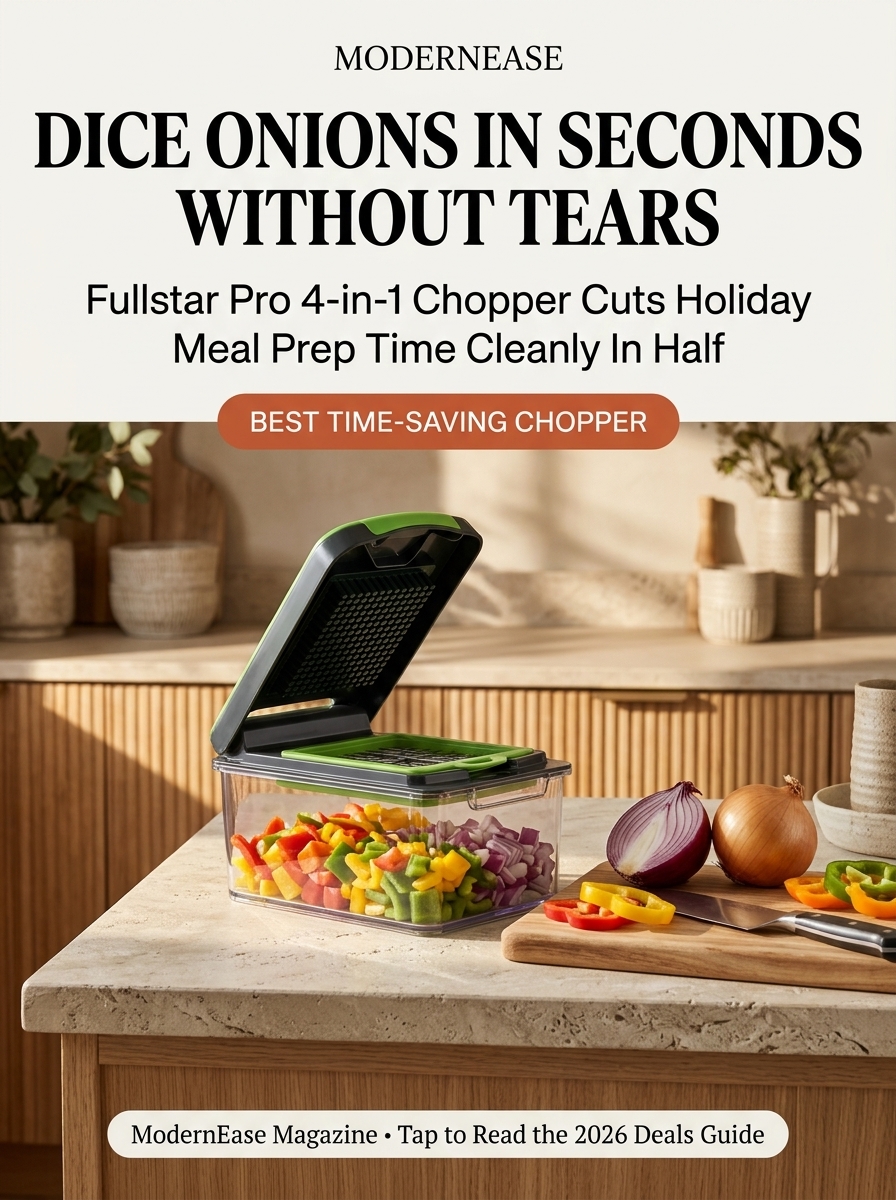 MODERNEASE
DICE ONIONS IN SECONDS
WITHOUT TEARS
Fullstar Pro 4-in-1 Chopper Cuts Holiday
Meal Prep Time Cleanly In Half
BEST TIME-SAVING CHOPPER
ModernEase Magazine • Tap to Read the 2026 Deals Guide